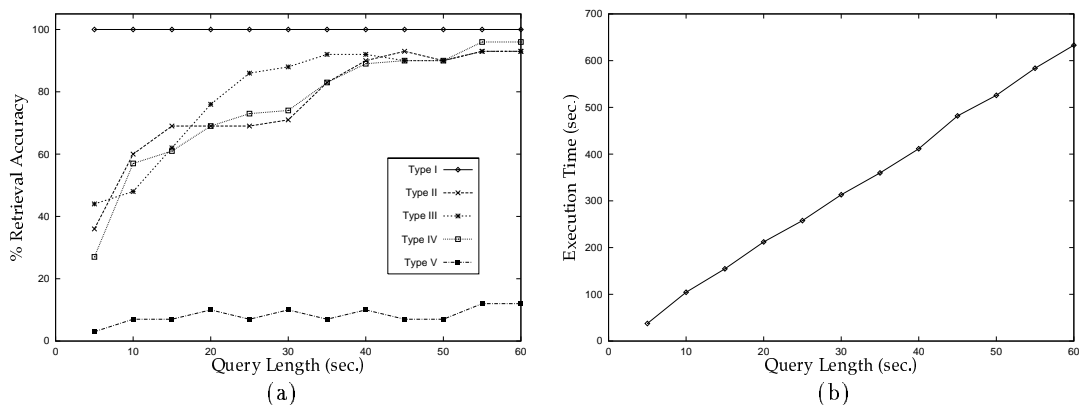 100
80
60
40
20
0
% Retrieval Accuracy
Type I
Type II
Type III
Type IV
Type V
0 10 20 30 40 50 60
Query Length (sec.)
(a)
700
600
500
400
300
200
100
0
Execution Time (sec.)
0 10 20 30 40 50 60
Query Length (sec.)
(b)